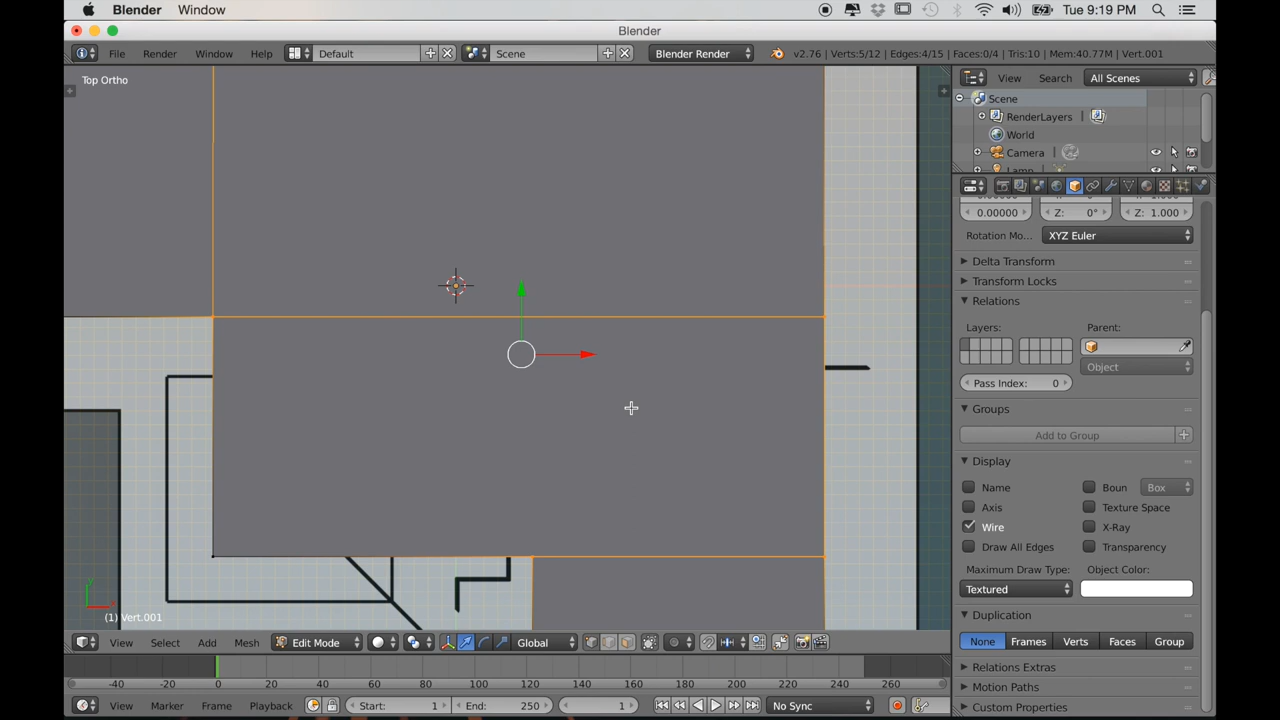 Blender Window Tue 9:19 PM
Blender
File Render Window Help Default Scene Blender Render v2.76 | Verts:5/12 | Edges:4/15 | Faces:0/4 | Tris:10 | Mem:40.77M | Vert.001
Top Ortho
View Search All Scenes
Scene
RenderLayers
World
Camera
Lamp
0.00000 Z: 0° Z: 1.000
Rotation Mo... XYZ Euler
Delta Transform
Transform Locks
Relations
Layers: Parent:
Object
Pass Index: 0
Groups
Add to Group
Display
Name Boun Box
Axis Texture Space
Wire X-Ray
Draw All Edges Transparency
Maximum Draw Type: Object Color:
Textured
Duplication
None Frames Verts Faces Group
Relations Extras
Motion Paths
Custom Properties
(1) Vert.001
View Select Add Mesh Edit Mode Global
-40 -20 0 20 40 60 80 100 120 140 160 180 200 220 240 260 280
View Marker Frame Playback Start: 1 End: 250 1 No Sync